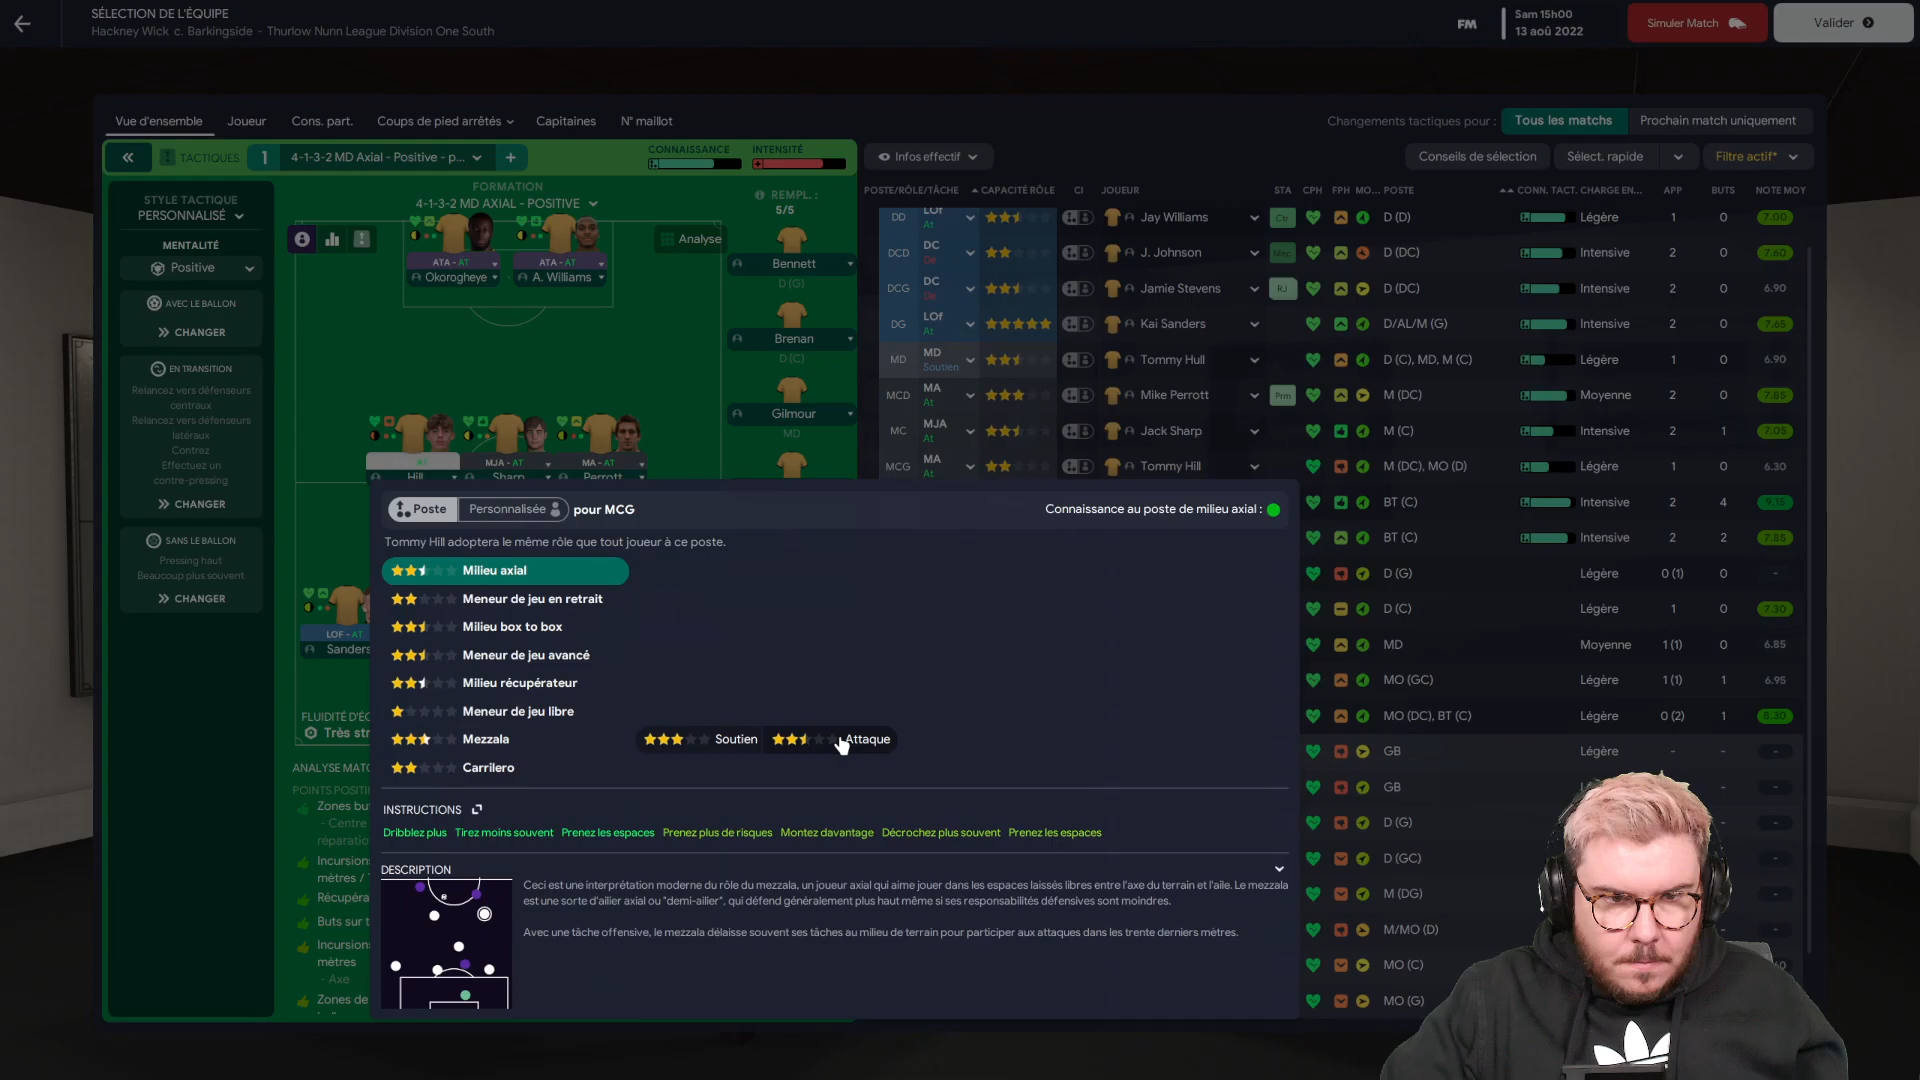 SÉLECTION DE L'ÉQUIPE
Hackney Wick c. Barkingside - Thurlow Nunn League Division One South
FM
Sam 15h00
13 aoû 2022
Simuler Match
Valider
Vue d'ensemble
Joueur
Cons. part.
Coups de pied arrêtés
Capitaines
N° maillot
Changements tactiques pour :
Tous les matchs
Prochain match uniquement
TACTIQUES
1
4-1-3-2 MD Axial - Positive - p...
CONNAISSANCE
INTENSITÉ
Infos effectif
Conseils de sélection
Sélect. rapide
Filtre actif*
STYLE TACTIQUE
PERSONNALISÉ
MENTALITÉ
Positive
AVEC LE BALLON
CHANGER
EN TRANSITION
Relancez vers défenseurs
centraux
Relancez vers défenseurs
latéraux
Contrez
Effectuez un
contre-pressing
CHANGER
SANS LE BALLON
Pressing haut
Beaucoup plus souvent
CHANGER
FORMATION
4-1-3-2 MD AXIAL - POSITIVE
Analyse
REMPL. :
5/5
ATA - AT
Okorogheye
ATA - AT
A. Williams
Bennett
D (G)
Brenan
D (C)
Gilmour
MD
MJA - AT
MA - AT
Hill
Sharp
Perrott
LOF - AT
Sanders
FLUIDITÉ D'ÉC
Très str
ANALYSE MATC
POINTS POSITI
Zones bu
- Centre
réparatio
Incursion
mètres /
Récupéra
Buts sur t
Incursion
mètres
- Axe
Zones de
POSTE/RÔLE/TÂCHE CAPACITÉ RÔLE CI JOUEUR STA CPH FPH MO... POSTE CONN. TACT. CHARGE EN... APP BUTS NOTE MOY
DD LOf At Jay Williams Ctr D (D) Légère 1 0 7.00
DCD DC De J. Johnson D (DC) Intensive 2 0 7.60
DCG DC De Jamie Stevens RJ D (DC) Intensive 2 0 6.90
DG LOf At Kai Sanders D/AL/M (G) Intensive 2 0 7.65
MD MD Soutien Tommy Hull D (C), MD, M (C) Légère 1 0 6.90
MCD MA At Mike Perrott Prm M (DC) Moyenne 2 0 7.85
MC MJA At Jack Sharp M (C) Intensive 2 1 7.05
MCG MA At Tommy Hill M (DC), MO (D) Légère 1 0 6.30
BT (C) Intensive 2 4 9.15
BT (C) Intensive 2 2 7.85
D (G) Légère 0 (1) 0 -
D (C) Légère 1 0 7.30
MD Moyenne 1 (1) 0 6.85
MO (GC) Légère 1 (1) 1 6.95
MO (DC), BT (C) Légère 0 (2) 1 8.30
GB Légère - - -
GB
D (G)
D (GC)
M (DG)
M/MO (D)
MO (C)
MO (G)
Poste
Personnalisée
pour MCG
Connaissance au poste de milieu axial :
Tommy Hill adoptera le même rôle que tout joueur à ce poste.
Milieu axial
Meneur de jeu en retrait
Milieu box to box
Meneur de jeu avancé
Milieu récupérateur
Meneur de jeu libre
Mezzala
Soutien
Attaque
Carrilero
INSTRUCTIONS
Dribblez plus Tirez moins souvent Prenez les espaces Prenez plus de risques Montez davantage Décrochez plus souvent Prenez les espaces
DESCRIPTION
Ceci est une interprétation moderne du rôle du mezzala, un joueur axial qui aime jouer dans les espaces laissés libres entre l'axe du terrain et l'aile. Le mezzala
est une sorte d'ailier axial ou "demi-ailier", qui défend généralement plus haut même si ses responsabilités défensives sont moindres.
Avec une tâche offensive, le mezzala délaisse souvent ses tâches au milieu de terrain pour participer aux attaques dans les trente derniers mètres.